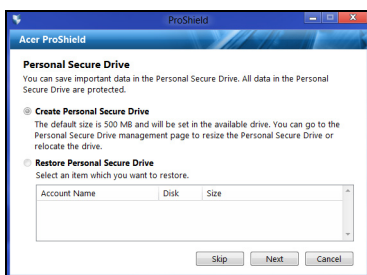 ProShield
Acer ProShield
Personal Secure Drive
You can save important data in the Personal Secure Drive. All data in the Personal
Secure Drive are protected.
Create Personal Secure Drive
The default size is 500 MB and will be set in the available drive. You can go to the
Personal Secure Drive management page to resize the Personal Secure Drive or
relocate the drive.
Restore Personal Secure Drive
Select an item which you want to restore.
Account Name Disk Size
Skip Next Cancel